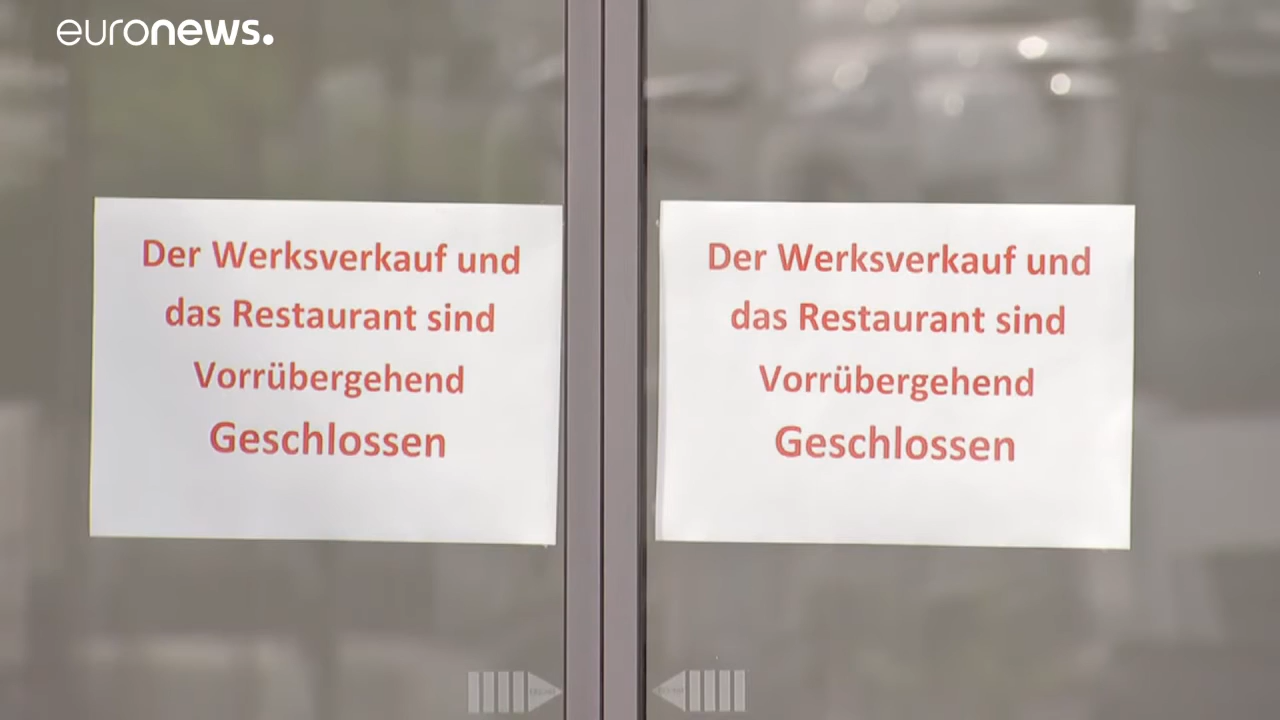 euronews.
Der Werksverkauf und
das Restaurant sind
Vorrübergehend
Geschlossen
Der Werksverkauf und
das Restaurant sind
Vorrübergehend
Geschlossen